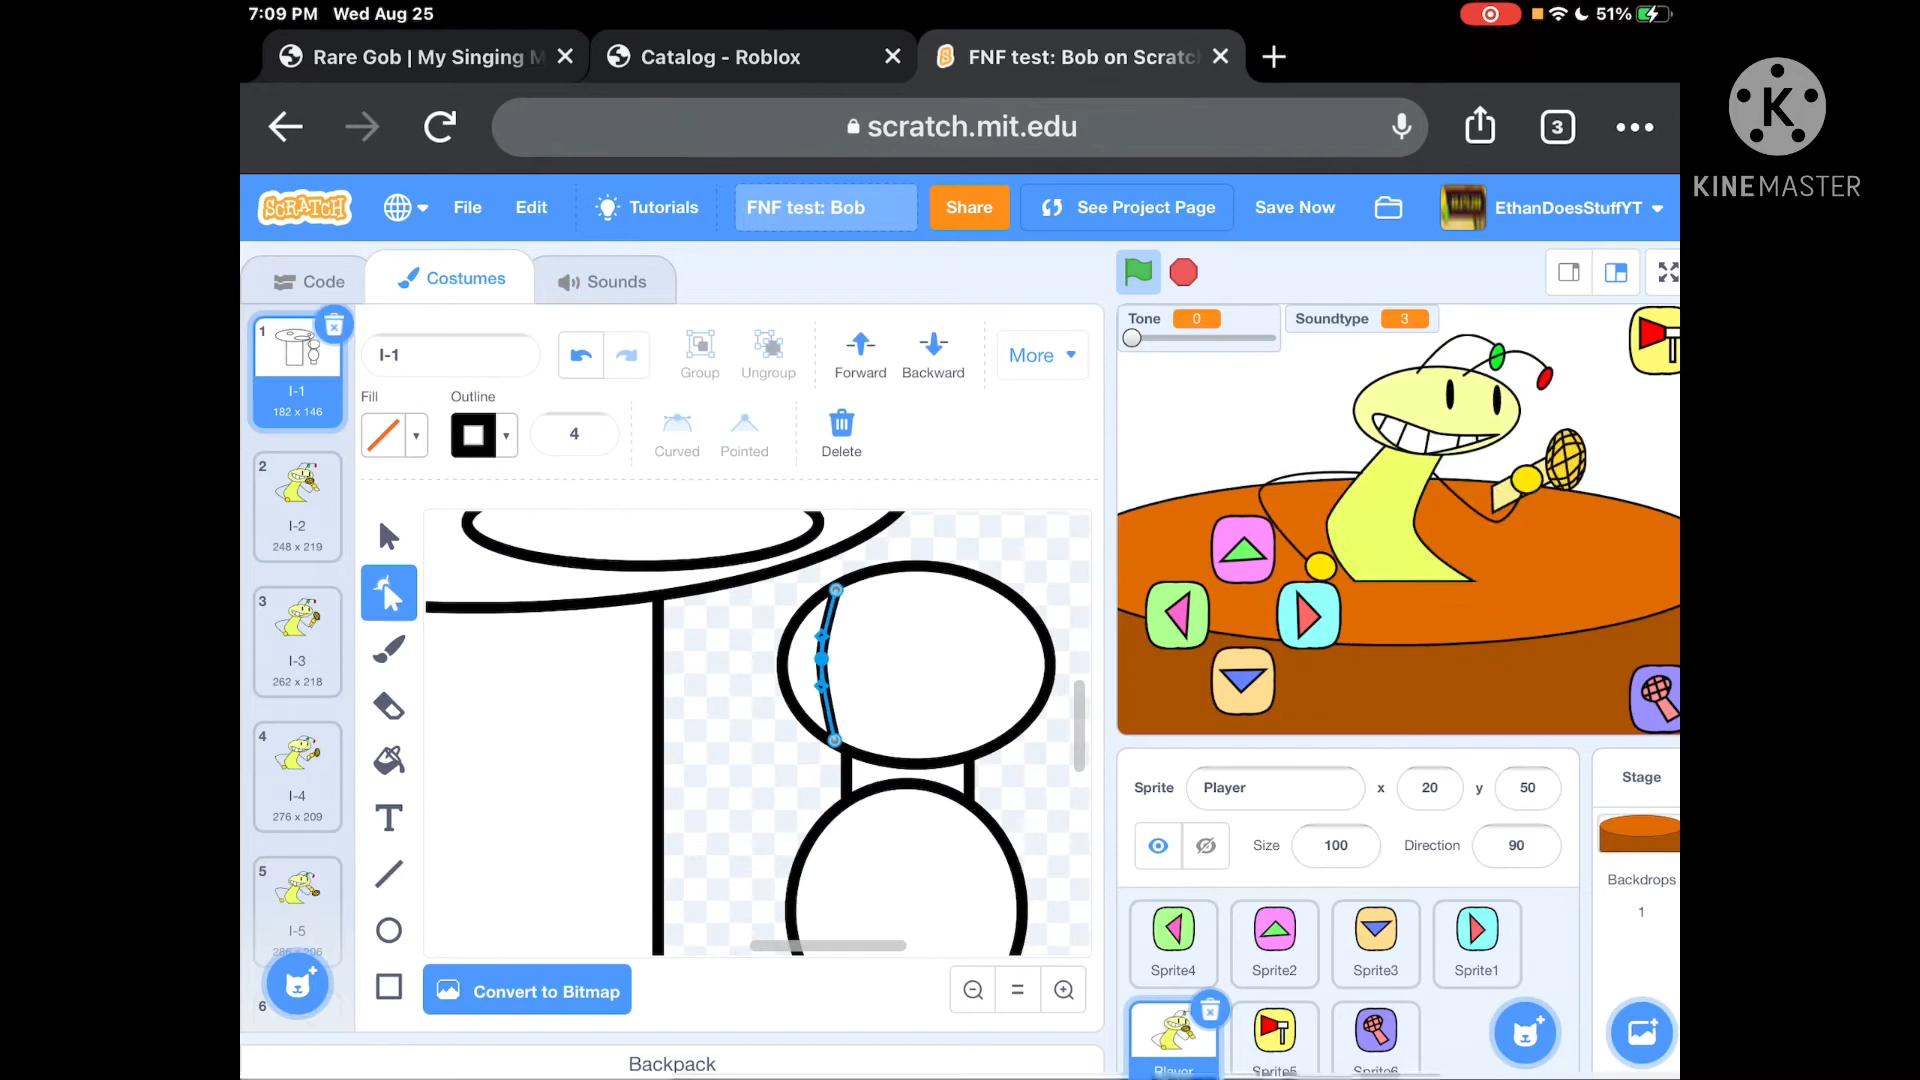 7:09 PM Wed Aug 25
51%
Rare Gob | My Singing M
Catalog - Roblox
FNF test: Bob on Scratc
scratch.mit.edu
3
K
KINEMASTER
SCRATCH
File
Edit
Tutorials
FNF test: Bob
Share
See Project Page
Save Now
EthanDoesStuffYT
Code
Costumes
Sounds
1
I-1
182 x 146
2
I-2
248 x 219
3
I-3
262 x 218
4
I-4
276 x 209
5
I-5
6
I-1
Group
Ungroup
Forward
Backward
More
Fill
Outline
4
Curved
Pointed
Delete
T
Convert to Bitmap
Backpack
Tone 0
Soundtype 3
Sprite
Player
x
20
y
50
Size
100
Direction
90
Stage
Backdrops
1
Sprite4
Sprite2
Sprite3
Sprite1
Player
Sprite5
Sprite6